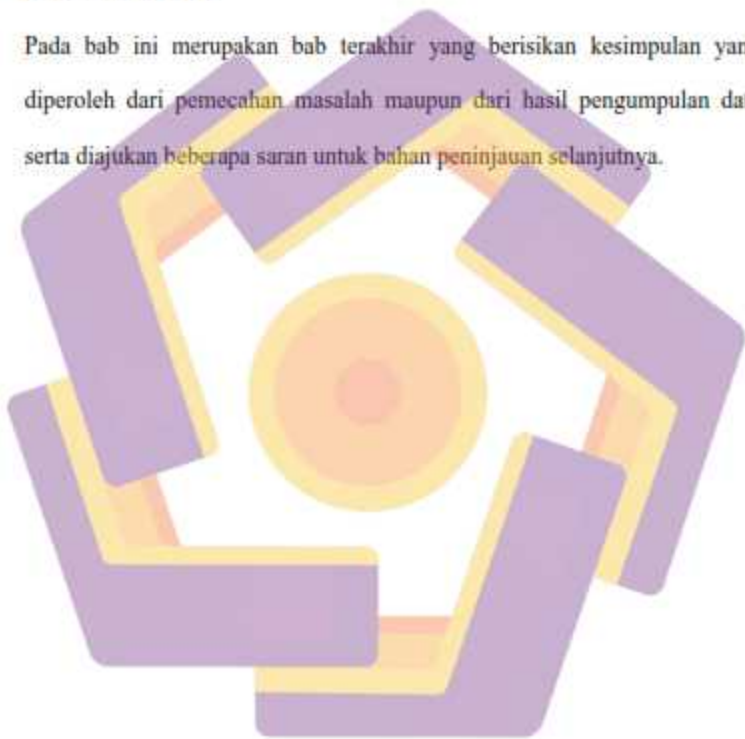 Pada bab ini merupakan bab terakhir yang berisikan kesimpulan yan
diperoleh dari pemecahan masalah maupun dari hasil pengumpulan da
serta diajukan beberapa saran untuk bahan peninjauan selanjutnya.